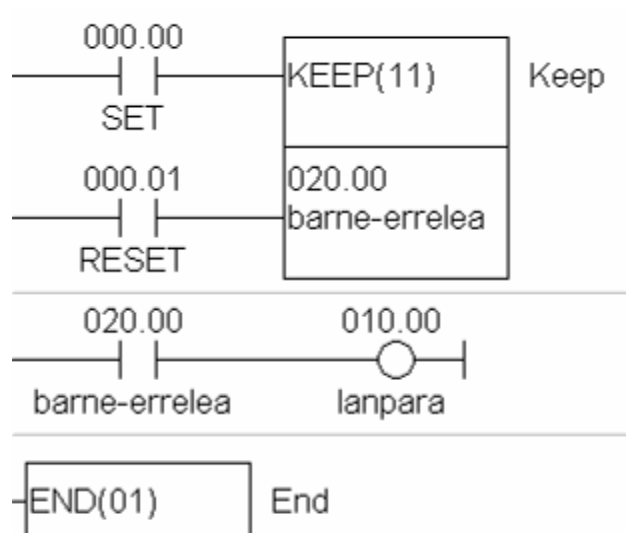 000.00
KEEP(11) Keep
SET
000.01 020.00
barne-errelea
RESET
020.00 010.00
barne-errelea lanpara
END(01) End